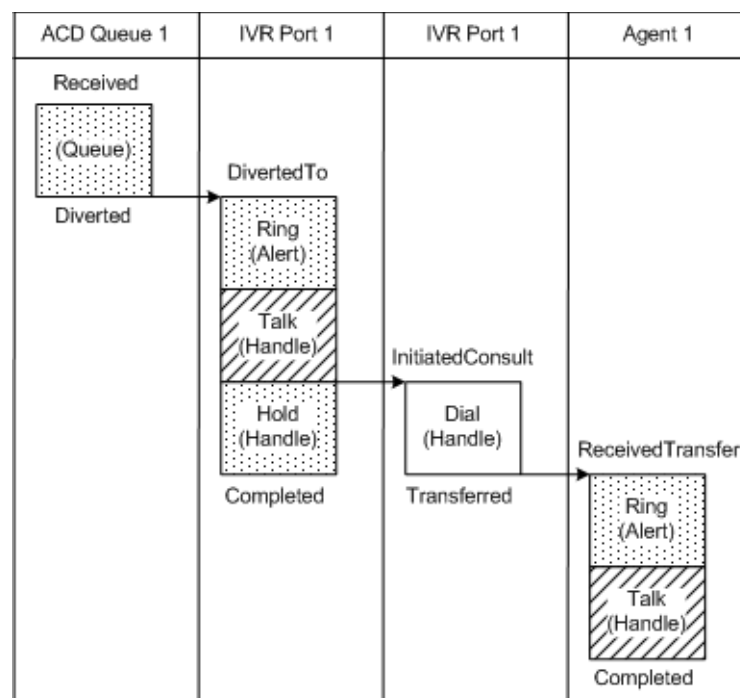 ACD Queue 1
IVR Port 1
IVR Port 1
Agent 1
Received
(Queue)
Diverted
DivertedTo
Ring
(Alert)
Talk
(Handle)
Hold
(Handle)
Completed
InitiatedConsult
Dial
(Handle)
Transferred
ReceivedTransfer
Ring
(Alert)
Talk
(Handle)
Completed